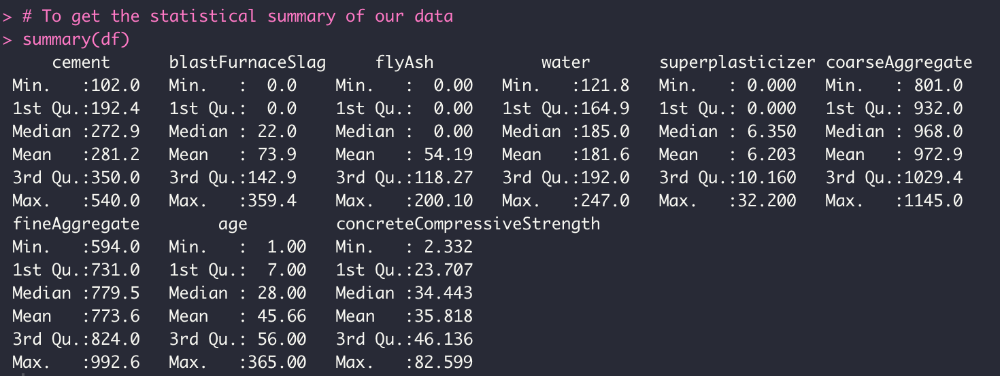 > # To get the statistical summary of our data
> summary(df)
     cement      blastFurnaceSlag     flyAsh           water       superplasticizer coarseAggregate
 Min.   :102.0   Min.   :  0.0    Min.   :  0.00   Min.   :121.8   Min.   : 0.000   Min.   : 801.0
 1st Qu.:192.4   1st Qu.:  0.0    1st Qu.:  0.00   1st Qu.:164.9   1st Qu.: 0.000   1st Qu.: 932.0
 Median :272.9   Median : 22.0    Median :  0.00   Median :185.0   Median : 6.350   Median : 968.0
 Mean   :281.2   Mean   : 73.9    Mean   : 54.19   Mean   :181.6   Mean   : 6.203   Mean   : 972.9
 3rd Qu.:350.0   3rd Qu.:142.9    3rd Qu.:118.27   3rd Qu.:192.0   3rd Qu.:10.160   3rd Qu.:1029.4
 Max.   :540.0   Max.   :359.4    Max.   :200.10   Max.   :247.0   Max.   :32.200   Max.   :1145.0
 fineAggregate        age         concreteCompressiveStrength
 Min.   :594.0   Min.   :  1.00   Min.   : 2.332
 1st Qu.:731.0   1st Qu.:  7.00   1st Qu.:23.707
 Median :779.5   Median : 28.00   Median :34.443
 Mean   :773.6   Mean   : 45.66   Mean   :35.818
 3rd Qu.:824.0   3rd Qu.: 56.00   3rd Qu.:46.136
 Max.   :992.6   Max.   :365.00   Max.   :82.599